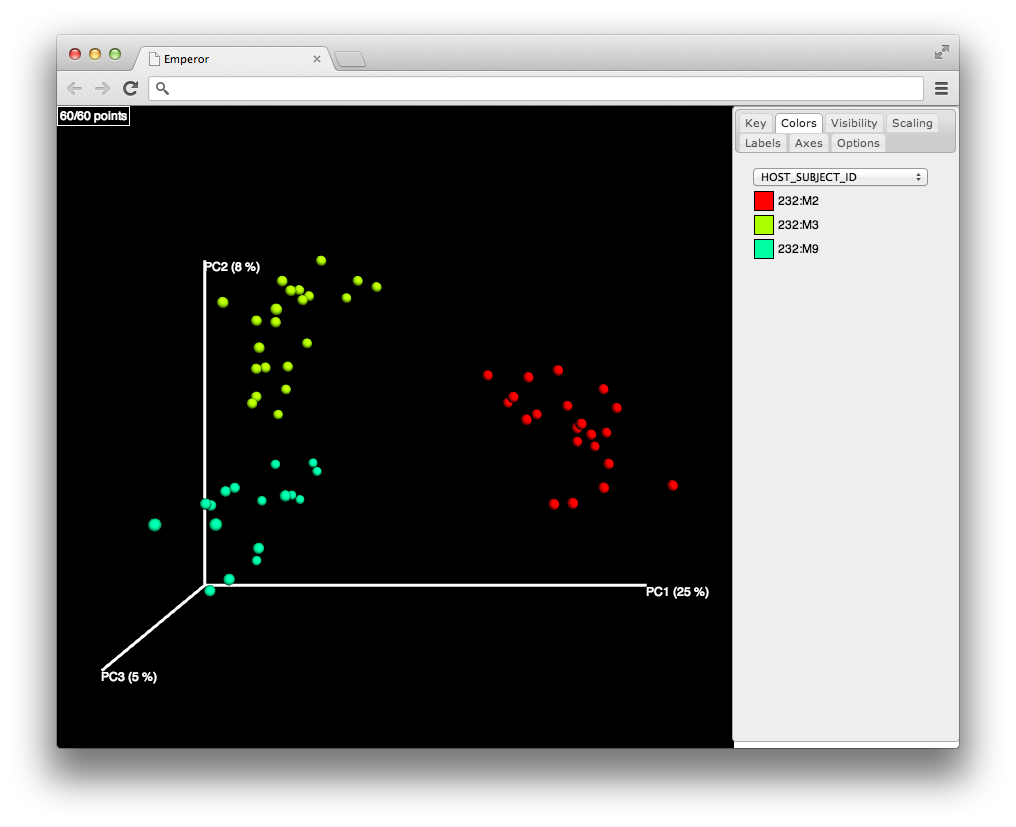 Emperor
60/60 points
Key Colors Visibility Scaling
Labels Axes Options
HOST_SUBJECT_ID
232:M2
232:M3
232:M9
PC2 (8 %)
PC1 (25 %)
PC3 (5 %)